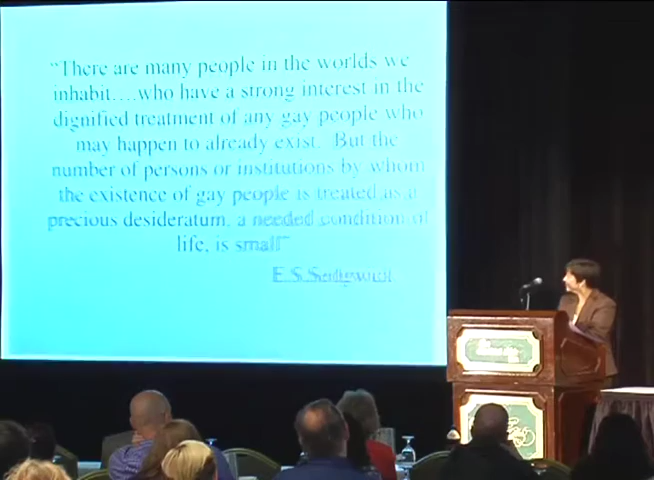 “There are many people in the worlds we
inhabit....who have a strong interest in the
dignified treatment of any gay people who
may happen to already exist. But the
number of persons or institutions by whom
the existence of gay people is treated as a
precious desideratum, a needed condition of
life, is small”
E.S.